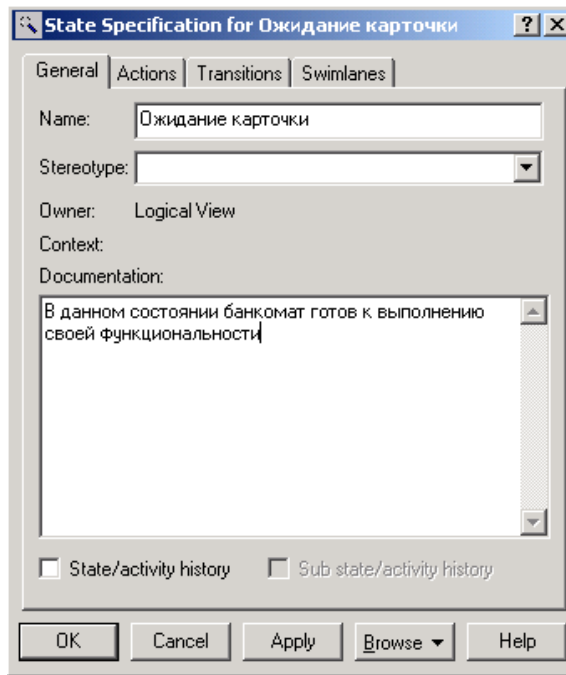 State Specification for Ожидание карточки
General Actions Transitions Swimlanes
Name: Ожидание карточки
Stereotype:
Owner: Logical View
Context:
Documentation:
В данном состоянии банкомат готов к выполнению
своей функциональности
State/activity history Sub state/activity history
OK Cancel Apply Browse Help